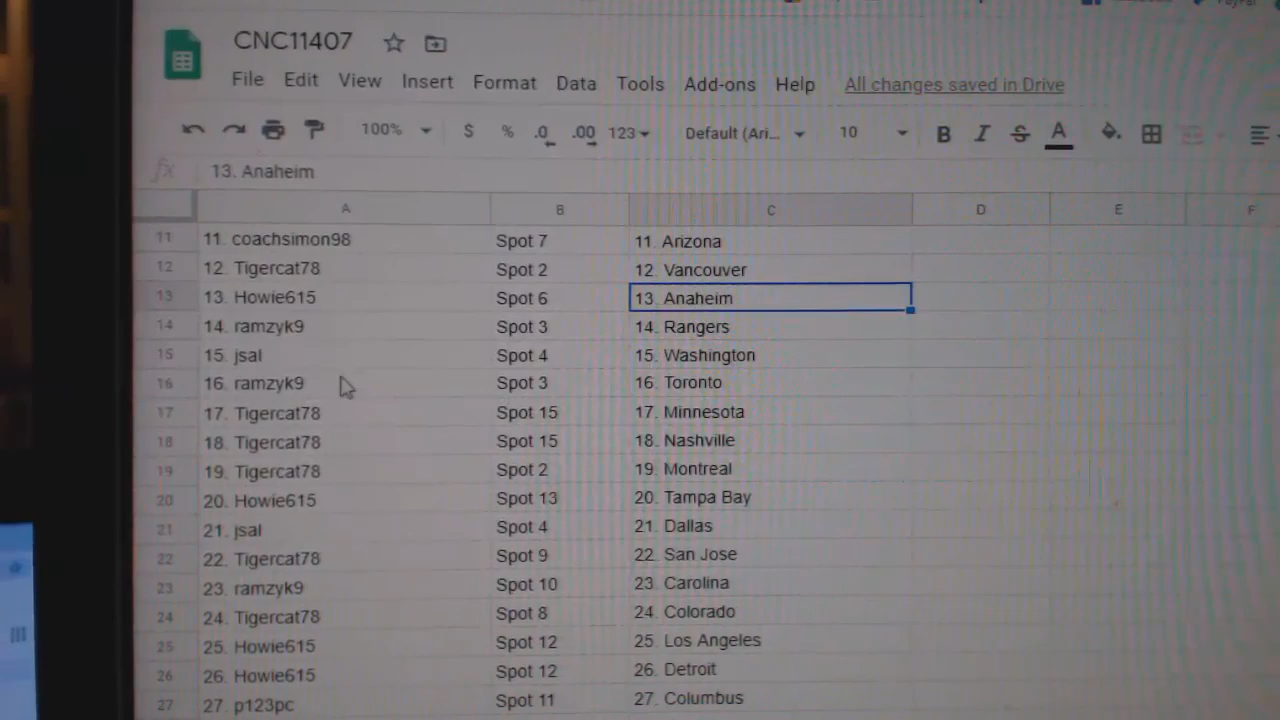 CNC11407
File Edit View Insert Format Data Tools Add-ons Help All changes saved in Drive
100% $ % .0 .00 123 Default (Ari... 10 B I S A
fx 13. Anaheim
A B C D E F
11 11. coachsimon98 Spot 7 11. Arizona
12 12. Tigercat78 Spot 2 12. Vancouver
13 13. Howie615 Spot 6 13. Anaheim
14 14. ramzyk9 Spot 3 14. Rangers
15 15. jsal Spot 4 15. Washington
16 16. ramzyk9 Spot 3 16. Toronto
17 17. Tigercat78 Spot 15 17. Minnesota
18 18. Tigercat78 Spot 15 18. Nashville
19 19. Tigercat78 Spot 2 19. Montreal
20 20. Howie615 Spot 13 20. Tampa Bay
21 21. jsal Spot 4 21. Dallas
22 22. Tigercat78 Spot 9 22. San Jose
23 23. ramzyk9 Spot 10 23. Carolina
24 24. Tigercat78 Spot 8 24. Colorado
25 25. Howie615 Spot 12 25. Los Angeles
26 26. Howie615 Spot 12 26. Detroit
27 27. p123pc Spot 11 27. Columbus